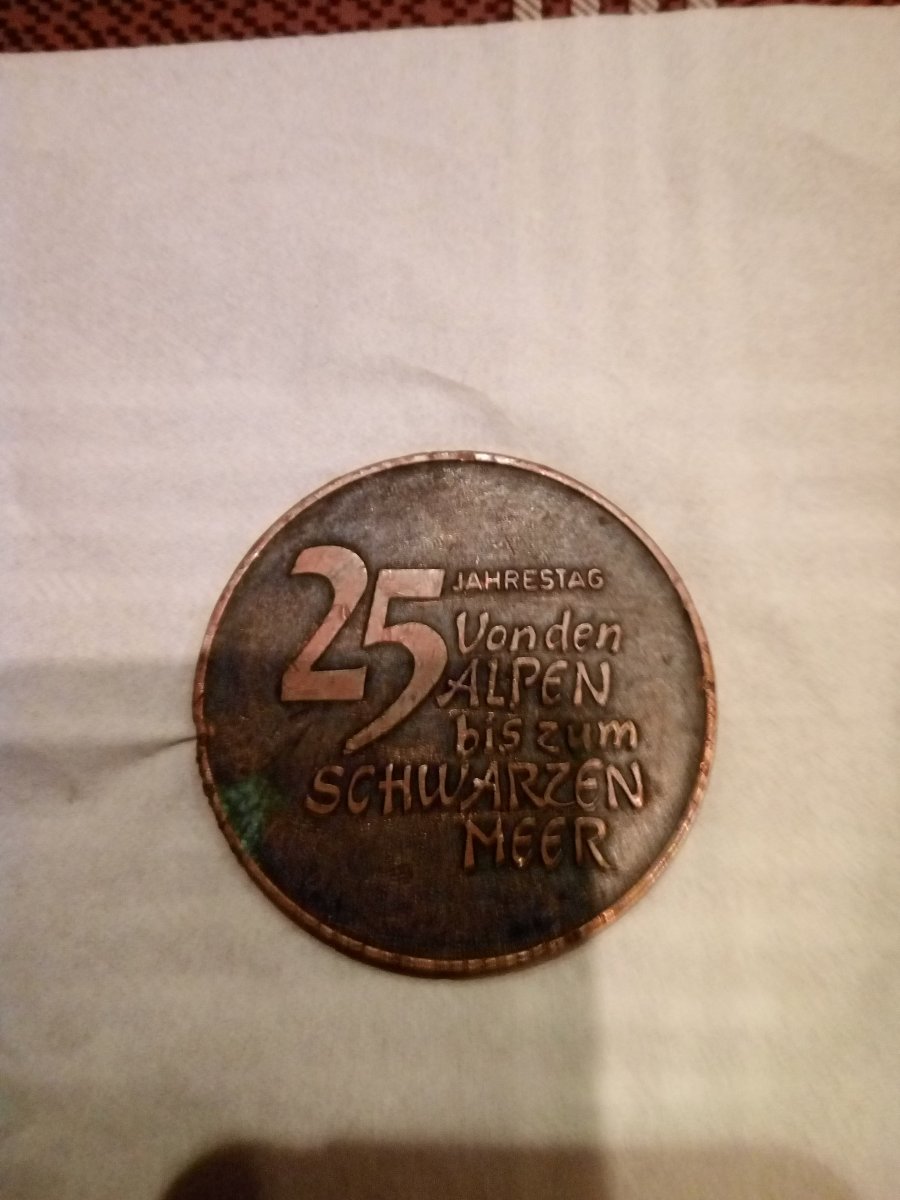 25 JAHRESTAG
Von den
ALPEN
bis zum
SCHWARZEN
MEER